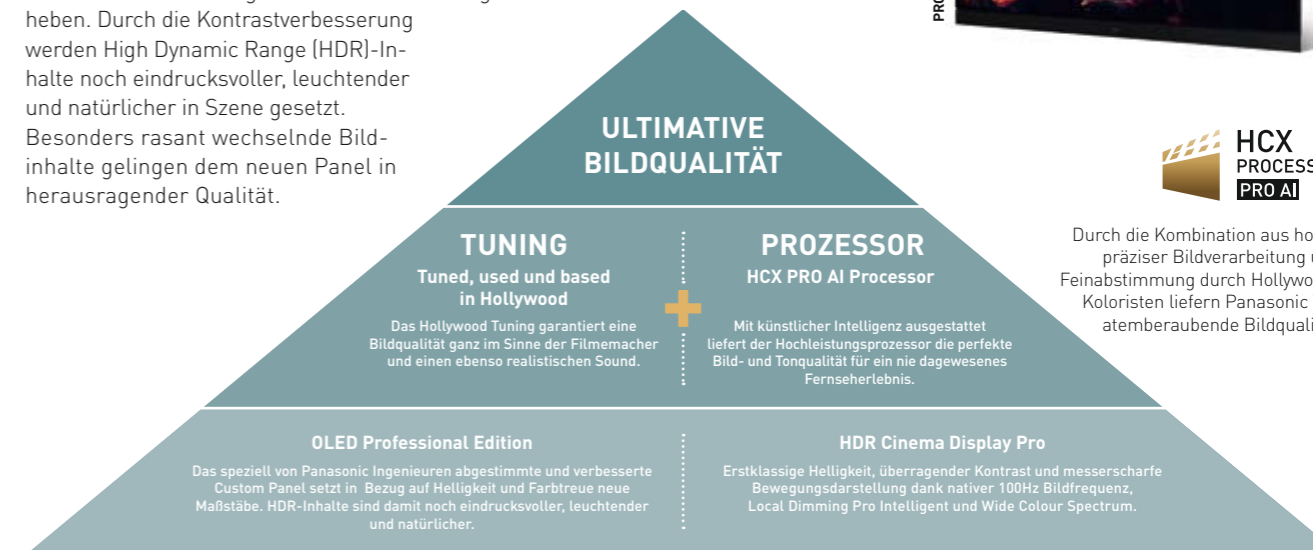 heben. Durch die Kontrastverbesserung
werden High Dynamic Range (HDR)-In-
halte noch eindrucksvoller, leuchtender
und natürlicher in Szene gesetzt.
Besonders rasant wechselnde Bild-
inhalte gelingen dem neuen Panel in
herausragender Qualität.
ULTIMATIVE
BILDQUALITÄT
TUNING
Tuned, used und based
in Hollywood
Das Hollywood Tuning garantiert eine
Bildqualität ganz im Sinne der Filmemacher
und einen ebenso realistischen Sound.
+
PROZESSOR
HCX PRO AI Processor
Mit künstlicher Intelligenz ausgestattet
liefert der Hochleistungsprozessor die perfekte
Bild- und Tonqualität für ein nie dagewesenes
Fernseherlebnis.
OLED Professional Edition
Das speziell von Panasonic Ingenieuren abgestimmte und verbesserte
Custom Panel setzt in Bezug auf Helligkeit und Farbtreue neue
Maßstäbe. HDR-Inhalte sind damit noch eindrucksvoller, leuchtender
und natürlicher.
HDR Cinema Display Pro
Erstklassige Helligkeit, überragender Kontrast und messerscharfe
Bewegungsdarstellung dank nativer 100Hz Bildfrequenz,
Local Dimming Pro Intelligent und Wide Colour Spectrum.
PRO
HCX
PROCESS
PRO AI
Durch die Kombination aus ho
präziser Bildverarbeitung
Feinabstimmung durch Hollywo
Koloristen liefern Panasonic
atemberaubende Bildquali